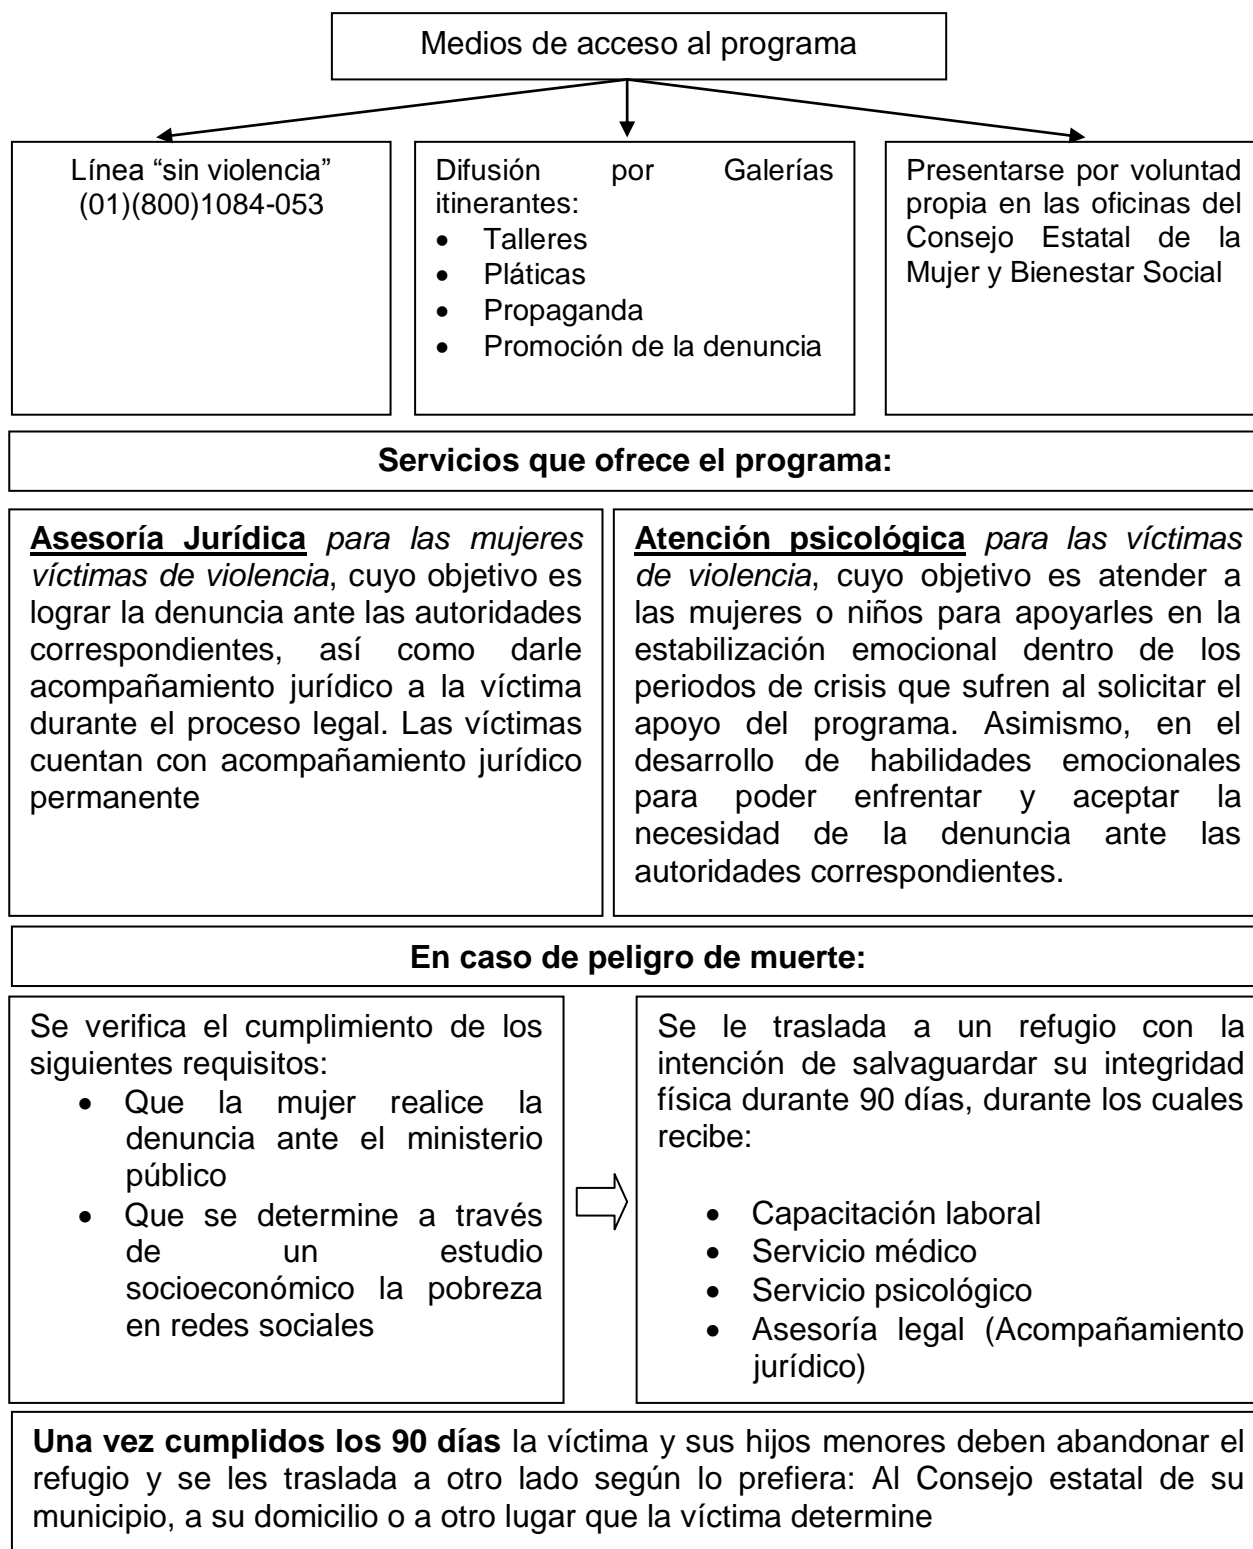 Medios de acceso al programa
Línea “sin violencia”
(01)(800)1084-053
Difusión por Galerías
itinerantes:
• Talleres
• Pláticas
• Propaganda
• Promoción de la denuncia
Presentarse por voluntad
propia en las oficinas del
Consejo Estatal de la
Mujer y Bienestar Social
Servicios que ofrece el programa:
Asesoría Jurídica para las mujeres
víctimas de violencia, cuyo objetivo es
lograr la denuncia ante las autoridades
correspondientes, así como darle
acompañamiento jurídico a la víctima
durante el proceso legal. Las víctimas
cuentan con acompañamiento jurídico
permanente
Atención psicológica para las víctimas
de violencia, cuyo objetivo es atender a
las mujeres o niños para apoyarles en la
estabilización emocional dentro de los
periodos de crisis que sufren al solicitar el
apoyo del programa. Asimismo, en el
desarrollo de habilidades emocionales
para poder enfrentar y aceptar la
necesidad de la denuncia ante las
autoridades correspondientes.
En caso de peligro de muerte:
Se verifica el cumplimiento de los
siguientes requisitos:
• Que la mujer realice la
denuncia ante el ministerio
público
• Que se determine a través
de un estudio
socioeconómico la pobreza
en redes sociales
Se le traslada a un refugio con la
intención de salvaguardar su integridad
física durante 90 días, durante los cuales
recibe:
• Capacitación laboral
• Servicio médico
• Servicio psicológico
• Asesoría legal (Acompañamiento
jurídico)
Una vez cumplidos los 90 días la víctima y sus hijos menores deben abandonar el
refugio y se les traslada a otro lado según lo prefiera: Al Consejo estatal de su
municipio, a su domicilio o a otro lugar que la víctima determine